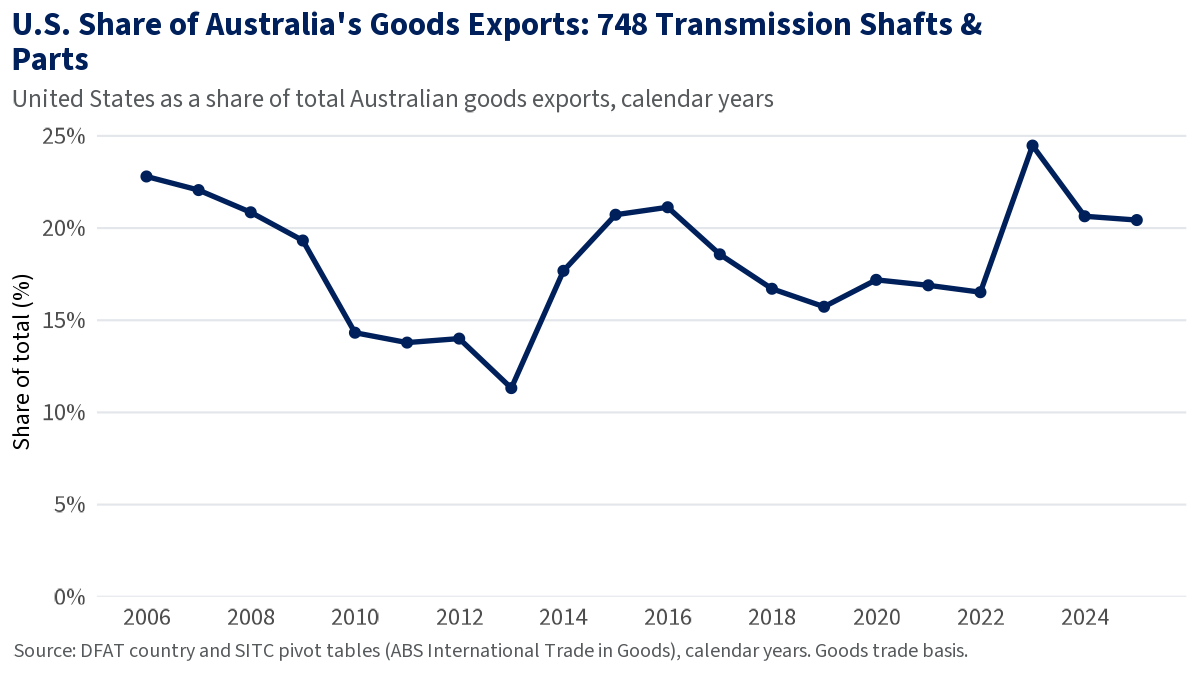 U.S. Share of Australia's Goods Exports: 748 Transmission Shafts &
Parts
United States as a share of total Australian goods exports, calendar years
Share of total (%)
25%
20%
15%
10%
5%
0%
2006 2008 2010 2012 2014 2016 2018 2020 2022 2024
Source: DFAT country and SITC pivot tables (ABS International Trade in Goods), calendar years. Goods trade basis.